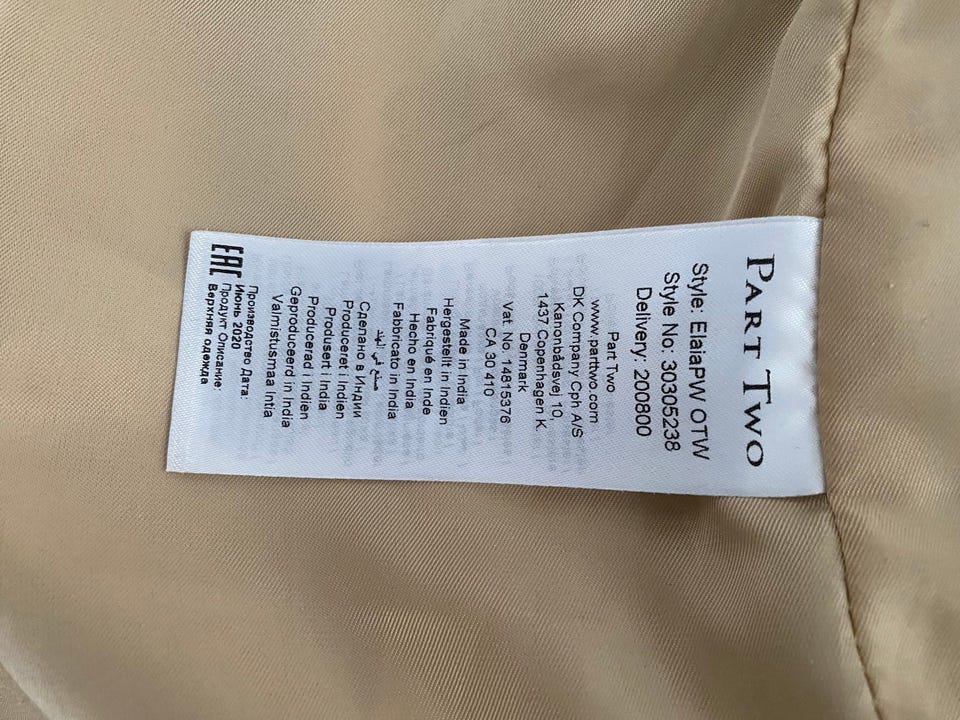 PART TWO
Style: ElaiaPW OTW
Style No: 30305238
Delivery: 200800
Part Two
www.parttwo.com
DK Company Cph A/S
Kanonbådsvej 10,
1437 Copenhagen K.
Denmark
Vat. No. 14815376
CA 30 410
Made in India
Hergestellt in Indien
Fabriqué en Inde
Hecho en India
Fabbricato in India
صنع في الهند
Сделано в Индии
Produceret i Indien
Produsert i India
Producerad i Indien
Geproduceerd in India
Valmistusmaa Intia
EAC
Производство Дата:
Июнь 2020
Продукт Описание:
Верхняя одежда